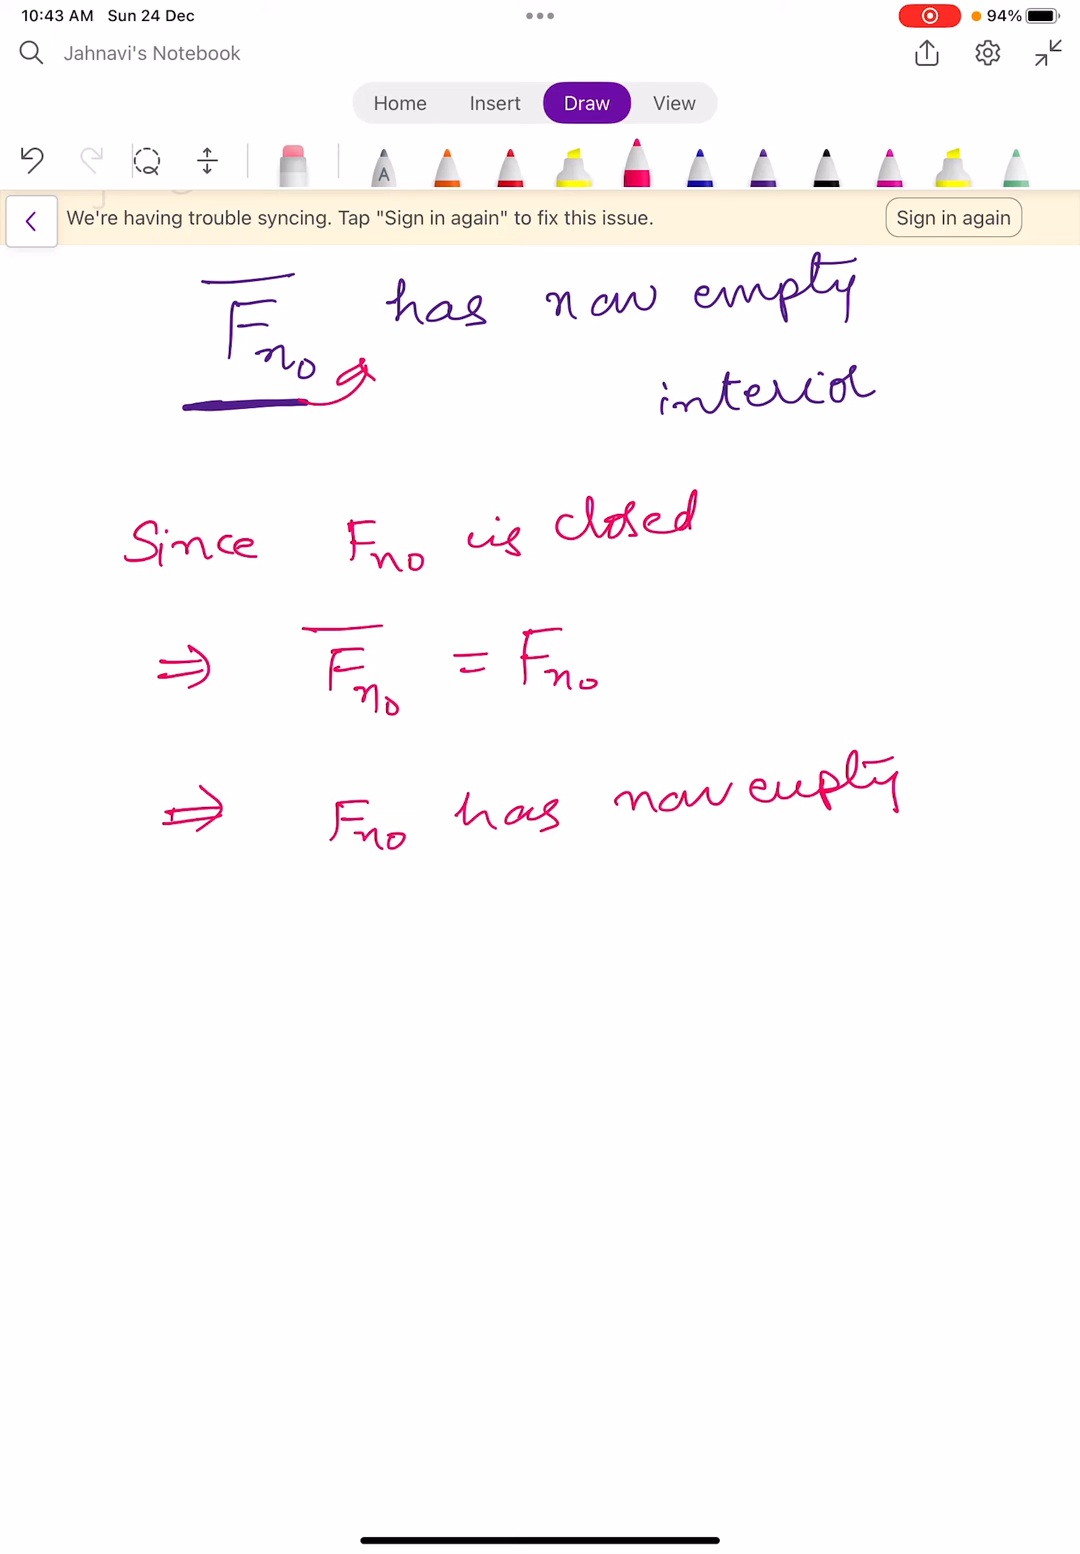 10:43 AM Sun 24 Dec
94%
Jahnavi's Notebook
Home Insert Draw View
A
We're having trouble syncing. Tap "Sign in again" to fix this issue.
Sign in again
F̅n₀ has non empty
interior
Since Fn₀ is closed
⇒ F̅n₀ = Fn₀
⇒ Fn₀ has non empty